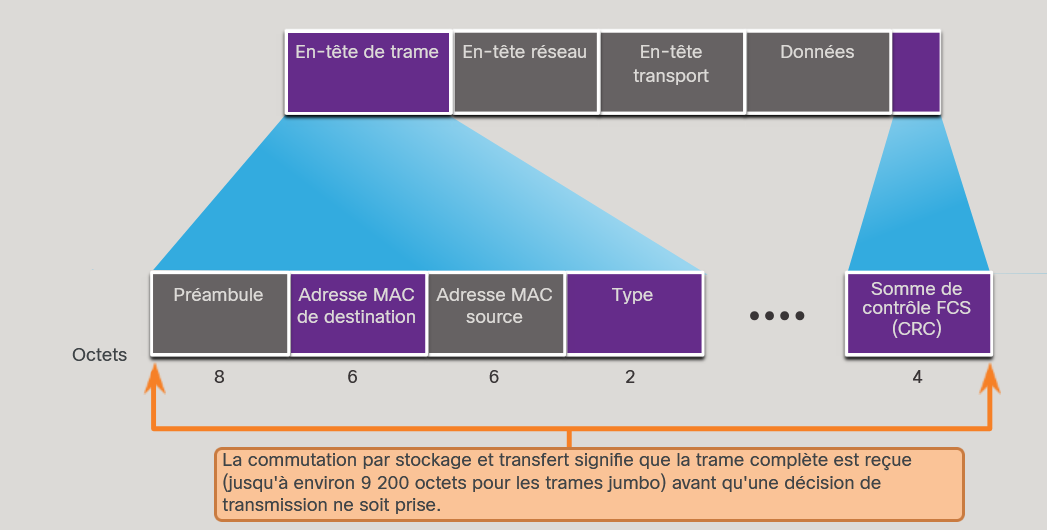 En-tête de trame
En-tête réseau
En-tête
transport
Données
Préambule
Adresse MAC
de destination
Adresse MAC
source
Type
Somme de
contrôle FCS
(CRC)
Octets
8
6
6
2
4
La commutation par stockage et transfert signifie que la trame complète est reçue
(jusqu'à environ 9 200 octets pour les trames jumbo) avant qu'une décision de
transmission ne soit prise.